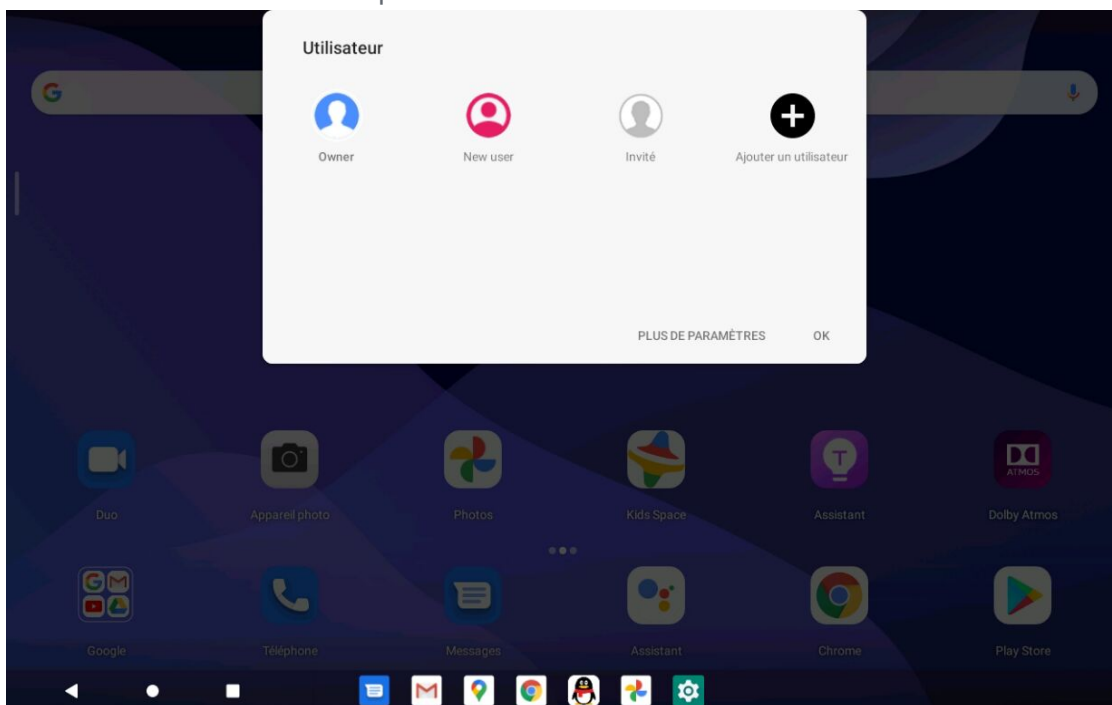 Utilisateur
Owner
New user
Invité
Ajouter un utilisateur
PLUS DE PARAMÈTRES
OK
Duo
Appareil photo
Photos
Kids Space
T
Assistant
ATMOS
Dolby Atmos
Google
Téléphone
Messages
Assistant
Chrome
Play Store